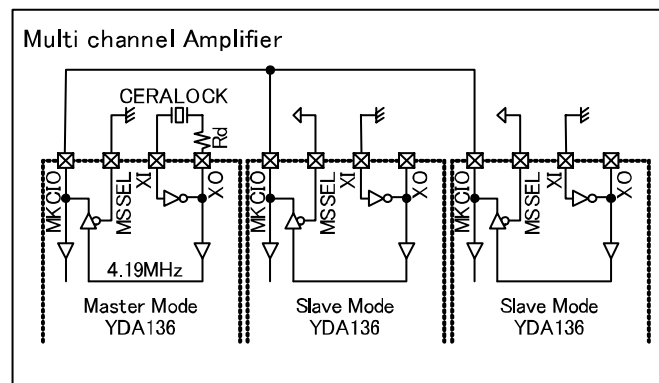 Multi channel Amplifier
CERALOCK
Rd
MKCIO
MSSEL
XI
XO
MKCIO
MSSEL
XI
XO
MKCIO
MSSEL
XI
XO
4.19MHz
Master Mode
YDA136
Slave Mode
YDA136
Slave Mode
YDA136